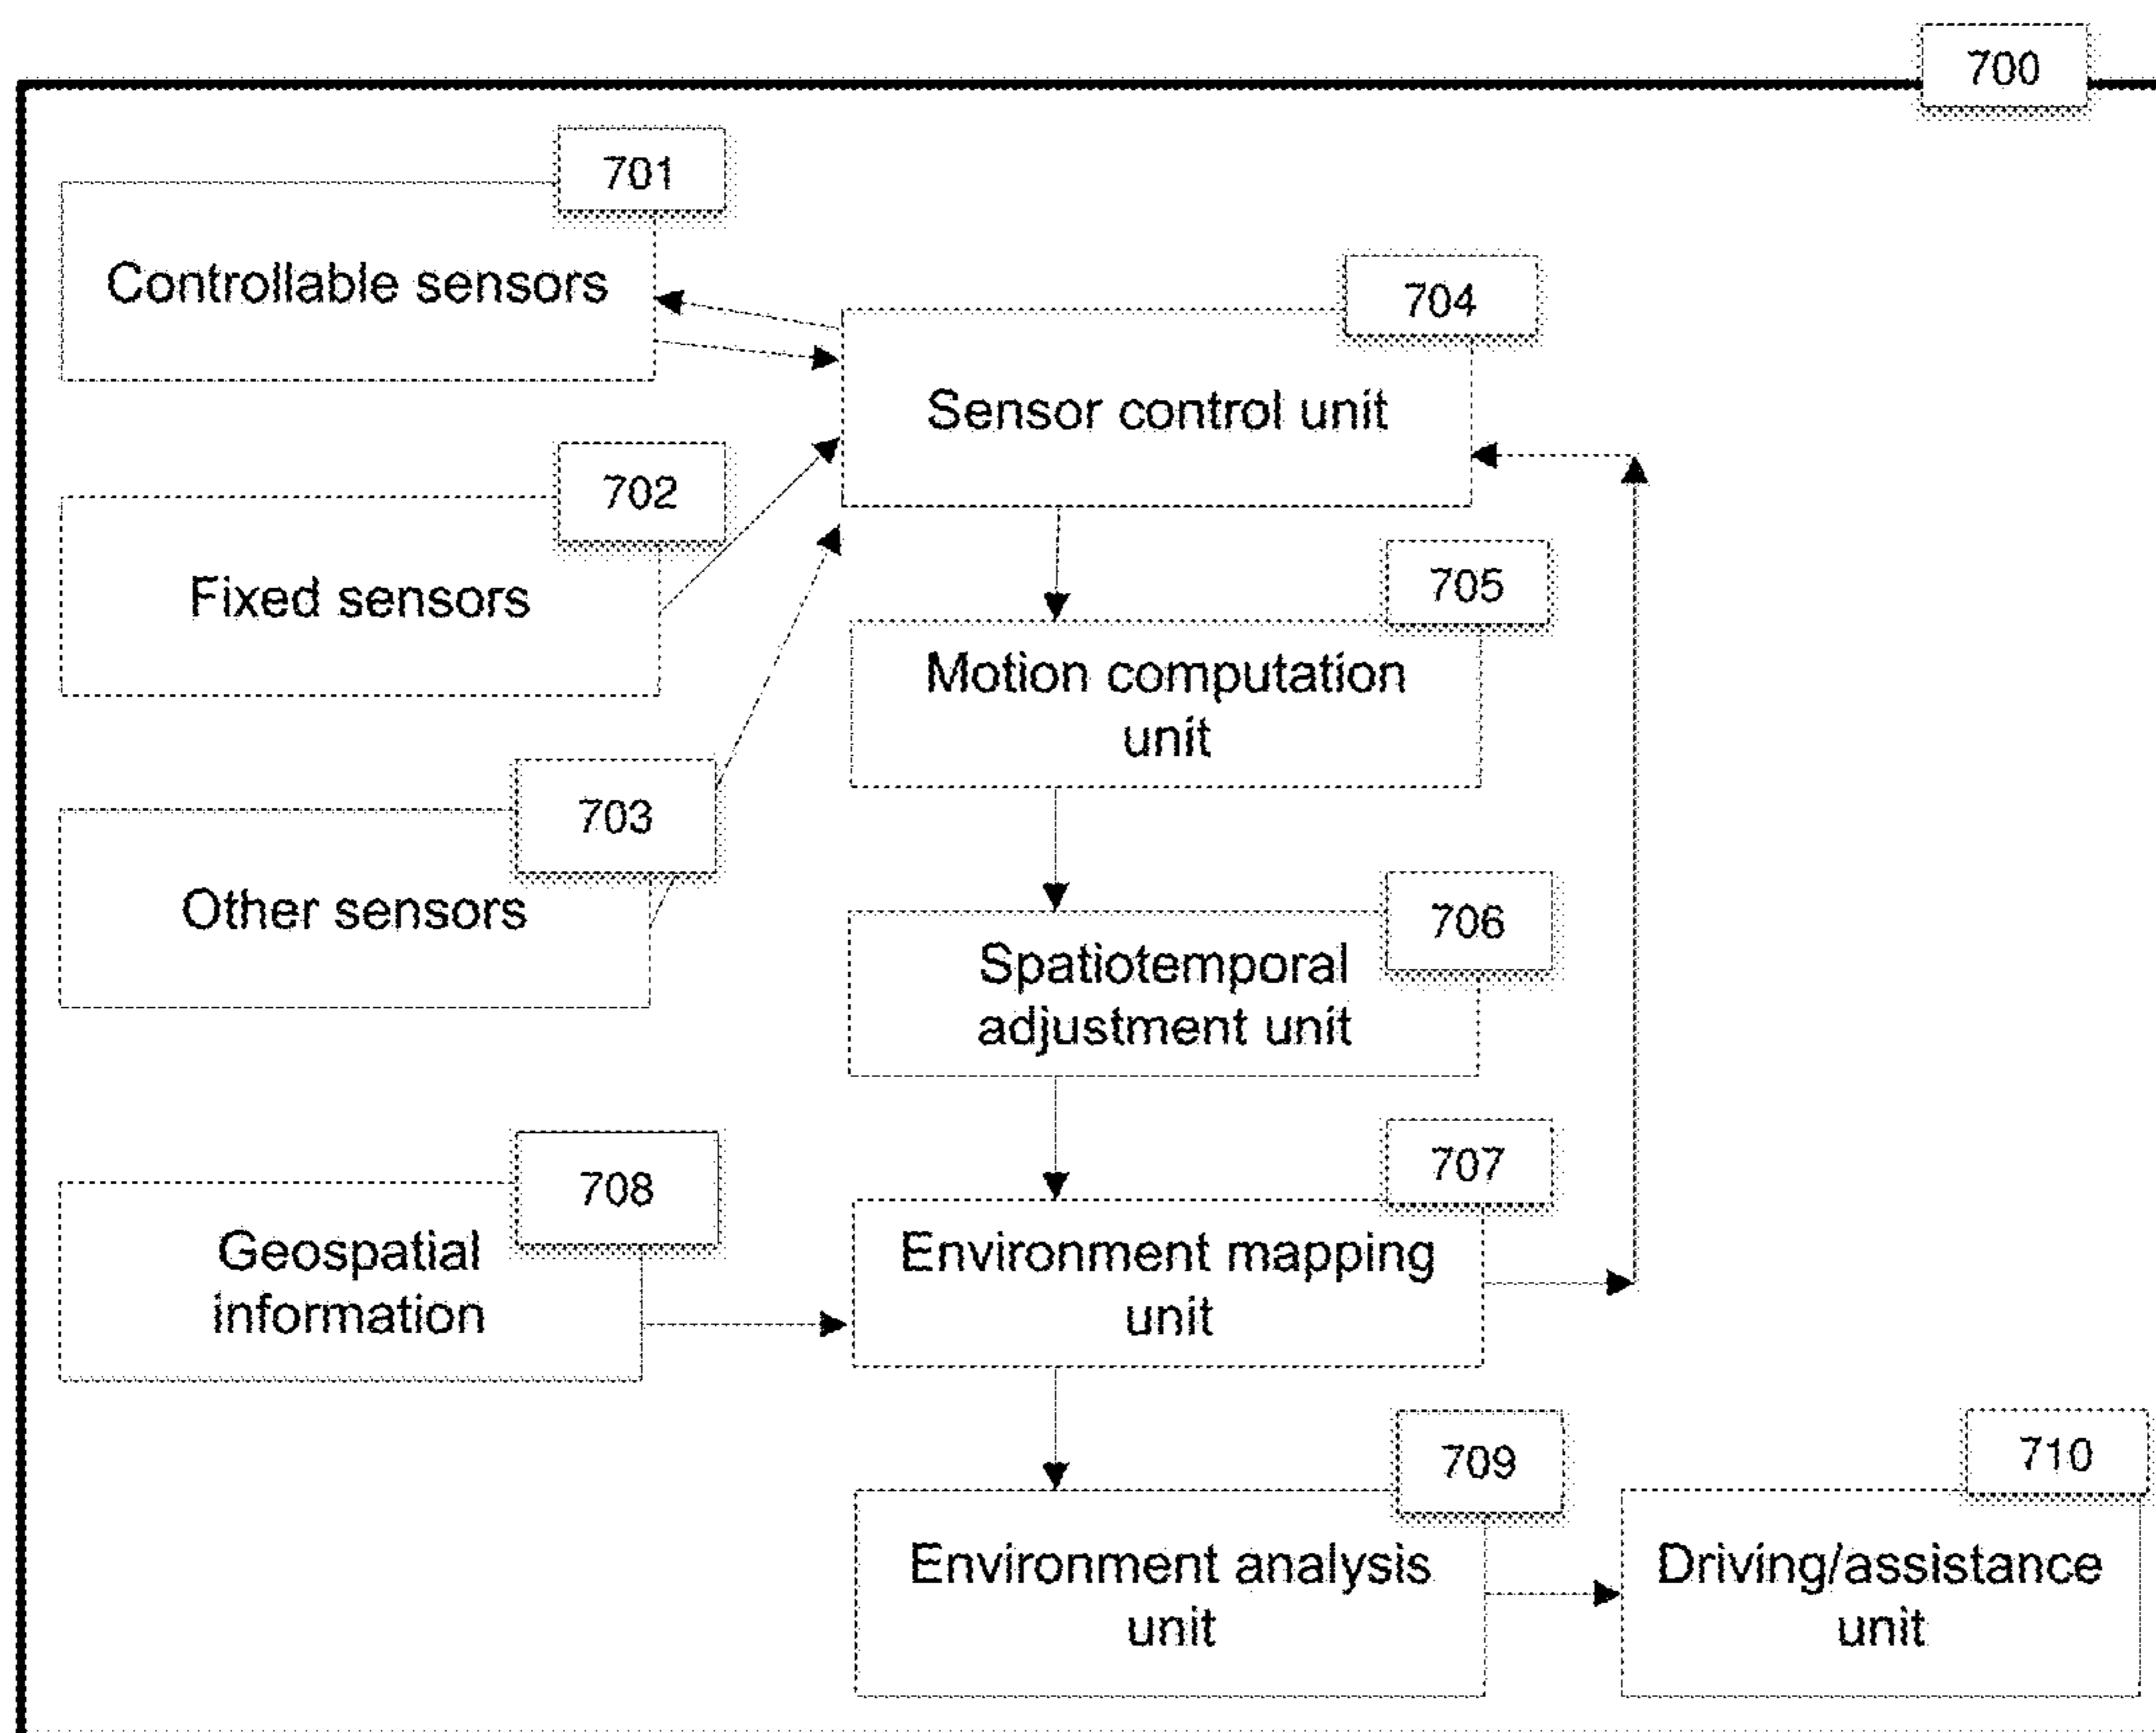 700
701
Controllable sensors
704
Sensor control unit
702
Fixed sensors
705
Motion computation
unit
703
Other sensors
706
Spatiotemporal
adjustment unit
708
Geospatial
information
707
Environment mapping
unit
709
Environment analysis
unit
710
Driving/assistance
unit